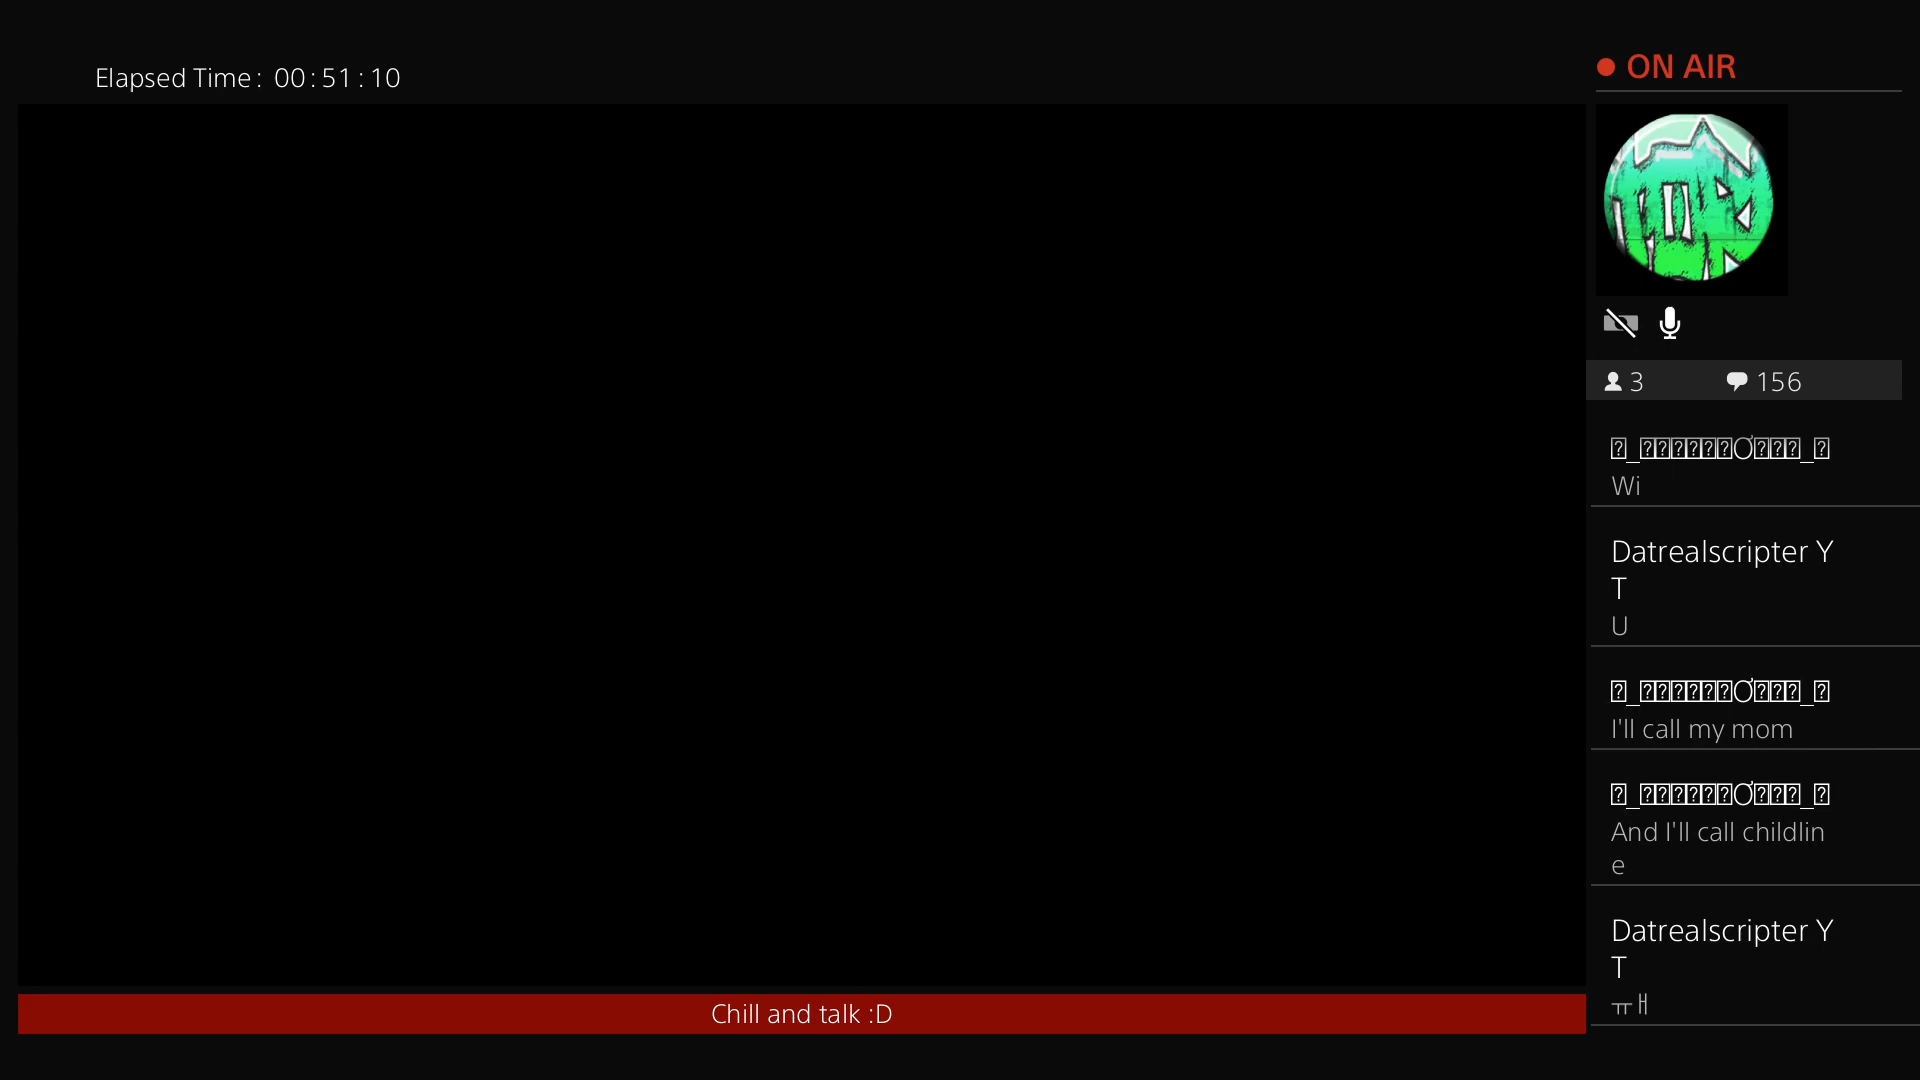 Elapsed Time: 00:51:10
ON AIR
3 156
Wi
Datrealscripter Y
T
U
I'll call my mom
And I'll call childlin
e
Datrealscripter Y
T
ㅠㅐ
Chill and talk :D